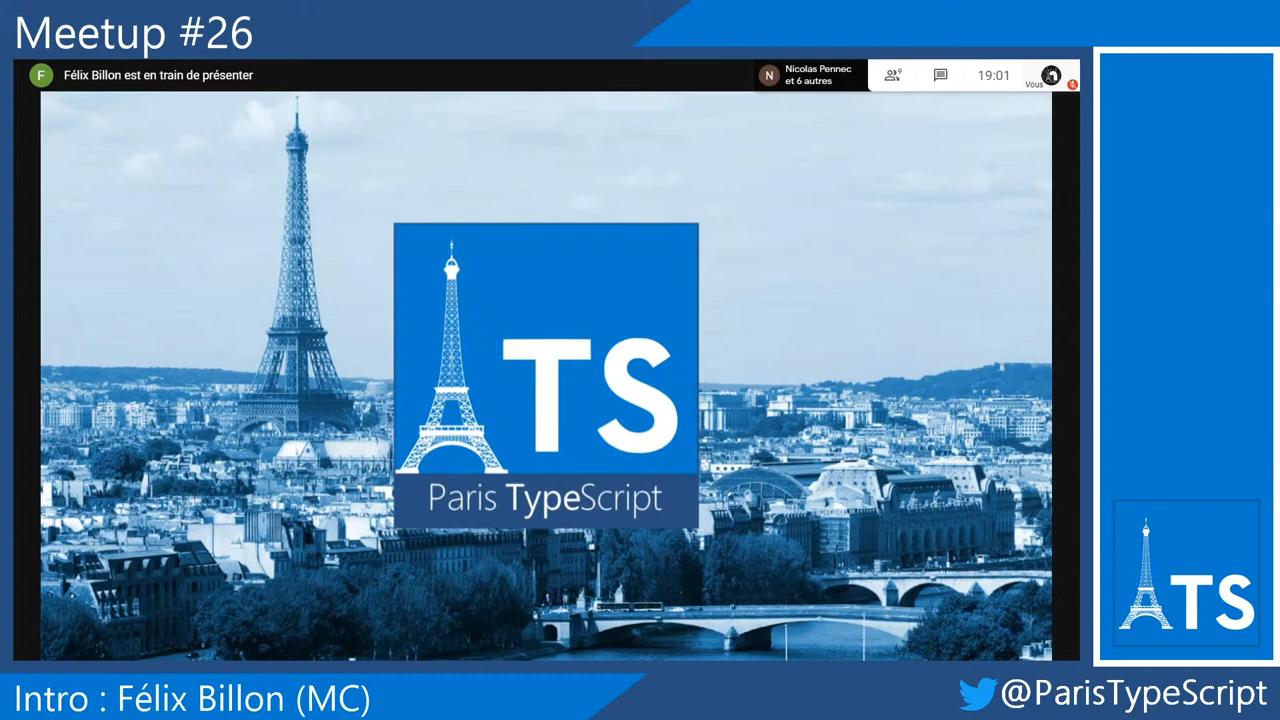 Meetup #26
F
Félix Billon est en train de présenter
N
Nicolas Pennec
et 6 autres
9
19:01
Vous
TS
Paris TypeScript
TS
Intro : Félix Billon (MC)
@ParisTypeScript